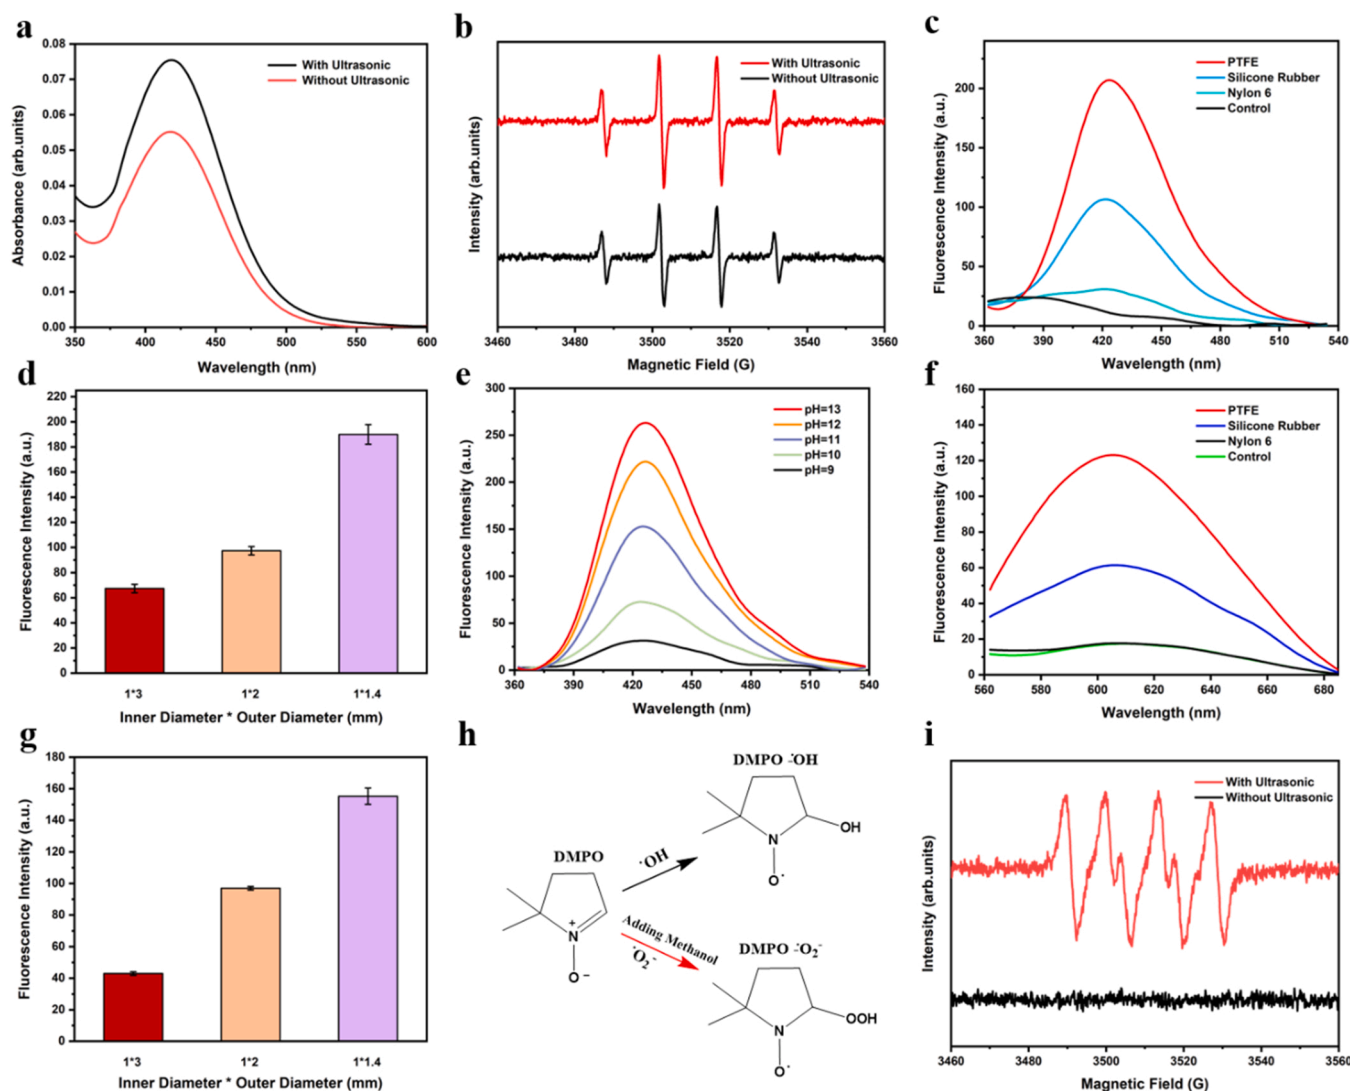 a
0.08
0.07
0.06
0.05
0.04
0.03
0.02
0.01
0.00
Absorbance (arb.units)
With Ultrasonic
Without Ultrasonic
350 400 450 500 550 600
Wavelength (nm)
b
Intensity (arb.units)
With Ultrasonic
Without Ultrasonic
3460 3480 3500 3520 3540 3560
Magnetic Field (G)
c
200
150
100
50
0
Fluorescence Intensity (a.u.)
PTFE
Silicone Rubber
Nylon 6
Control
360 390 420 450 480 510 540
Wavelength (nm)
d
220
200
180
160
140
120
100
80
60
40
20
0
Fluorescence Intensity (a.u.)
1*3 1*2 1*1.4
Inner Diameter * Outer Diameter (mm)
e
300
250
200
150
100
50
0
Fluorescence Intensity (a.u.)
pH=13
pH=12
pH=11
pH=10
pH=9
360 390 420 450 480 510 540
Wavelength (nm)
f
160
140
120
100
80
60
40
20
0
Fluorescence Intensity (a.u.)
PTFE
Silicone Rubber
Nylon 6
Control
560 580 600 620 640 660 680
Wavelength (nm)
g
180
160
140
120
100
80
60
40
20
0
Fluorescence Intensity (a.u.)
1*3 1*2 1*1.4
Inner Diameter * Outer Diameter (mm)
h
DMPO -·OH
OH
N
O·
DMPO
·OH
N+
O−
Adding Methanol
·O2-
DMPO -·O2-
OOH
N
O·
i
Intensity (arb.units)
With Ultrasonic
Without Ultrasonic
3460 3480 3500 3520 3540 3560
Magnetic Field (G)